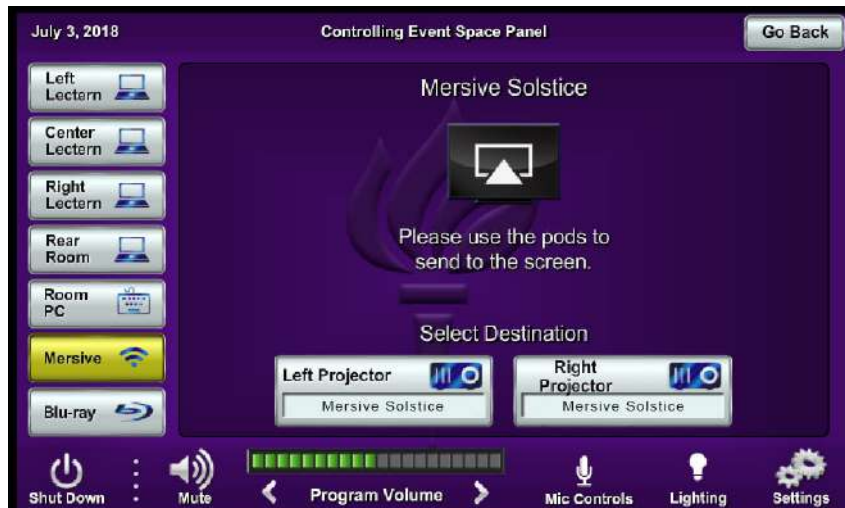 July 3, 2018
Controlling Event Space Panel
Go Back
Left
Lectern
Center
Lectern
Right
Lectern
Rear
Room
Room
PC
Mersive
Blu-ray
Mersive Solstice
Please use the pods to
send to the screen.
Select Destination
Left Projector
Mersive Solstice
Right
Projector
Mersive Solstice
Shut Down
Mute
Program Volume
Mic Controls
Lighting
Settings